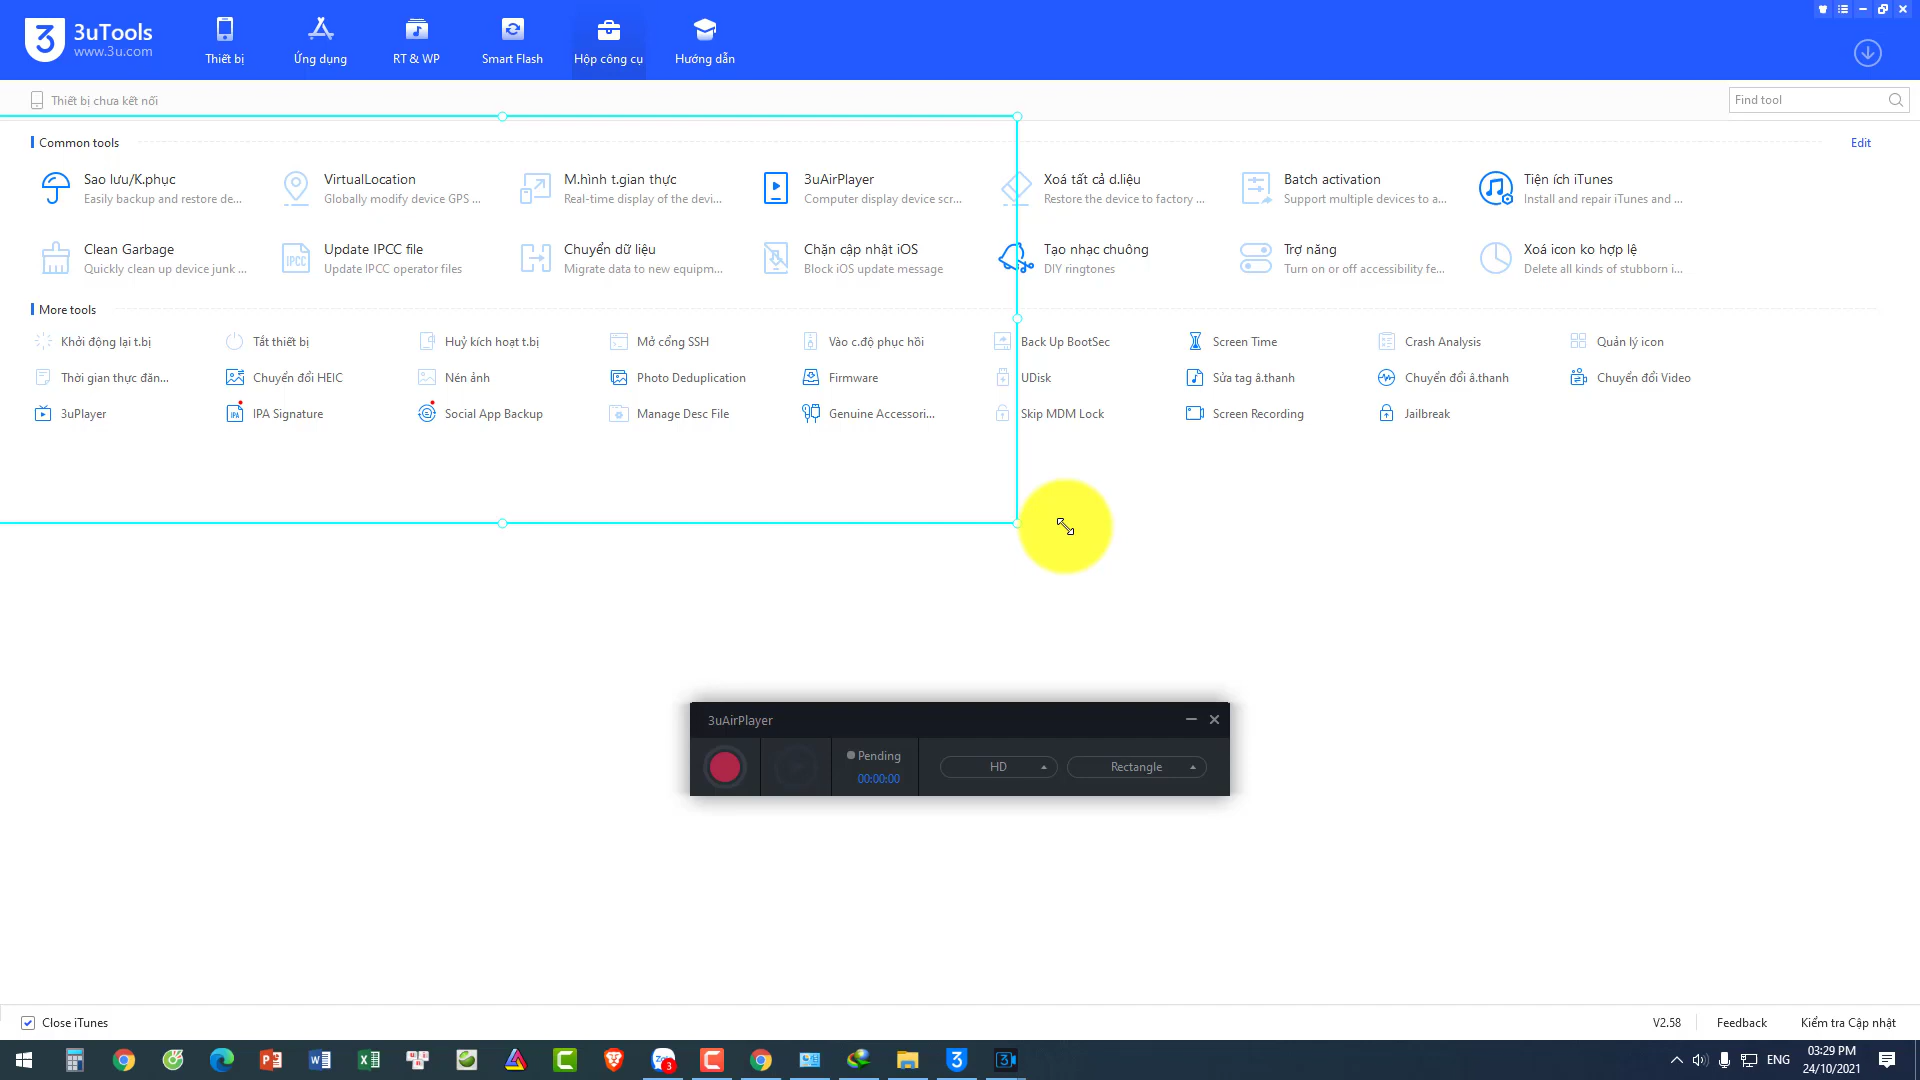 3 3uTools
www.3u.com
Thiết bị
Ứng dụng
RT & WP
Smart Flash
Hộp công cụ
Hướng dẫn
Thiết bị chưa kết nối
Find tool
Common tools
Edit
Sao lưu/K.phục
Easily backup and restore de...
VirtualLocation
Globally modify device GPS ...
M.hình t.gian thực
Real-time display of the devi...
3uAirPlayer
Computer display device scr...
Xoá tất cả d.liệu
Restore the device to factory ...
Batch activation
Support multiple devices to a...
Tiện ích iTunes
Install and repair iTunes and ...
Clean Garbage
Quickly clean up device junk ...
IPCC
Update IPCC file
Update IPCC operator files
Chuyển dữ liệu
Migrate data to new equipm...
Chặn cập nhật iOS
Block iOS update message
Tạo nhạc chuông
DIY ringtones
Trợ năng
Turn on or off accessibility fe...
Xoá icon ko hợp lệ
Delete all kinds of stubborn i...
More tools
Khởi động lại t.bị
Tắt thiết bị
Huỷ kích hoạt t.bị
Mở cổng SSH
Vào c.độ phục hồi
Back Up BootSec
Screen Time
Crash Analysis
Quản lý icon
Thời gian thực đăn...
Chuyển đổi HEIC
Nén ảnh
Photo Deduplication
Firmware
UDisk
Sửa tag â.thanh
Chuyển đổi â.thanh
Chuyển đổi Video
3uPlayer
IPA Signature
Social App Backup
Manage Desc File
Genuine Accessori...
Skip MDM Lock
Screen Recording
Jailbreak
3uAirPlayer
Pending
00:00:00
HD
Rectangle
Close iTunes
V2.58
Feedback
Kiểm tra Cập nhật
ENG
03:29 PM
24/10/2021